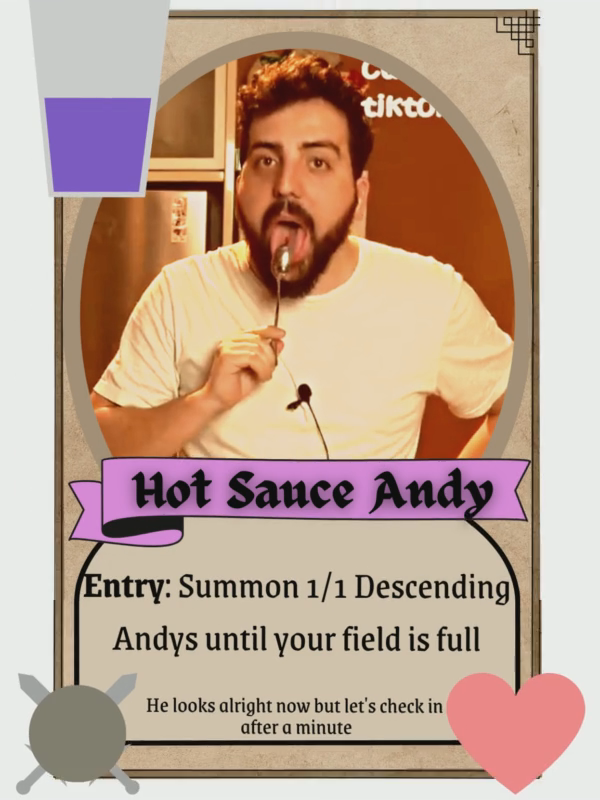 tikto
Hot Sauce Andy
Entry: Summon 1/1 Descending
Andys until your field is full
He looks alright now but let's check in
after a minute